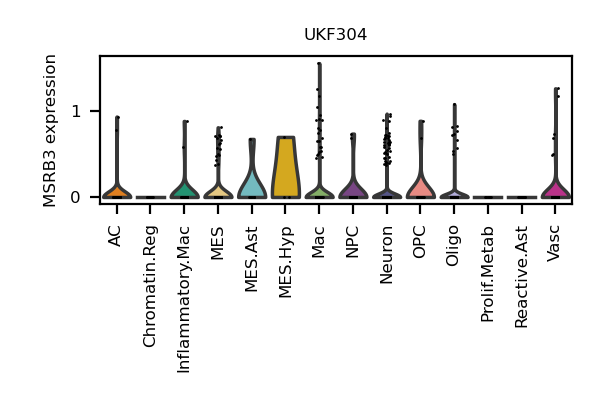 UKF304
MSRB3 expression
1
0
AC
Chromatin.Reg
Inflammatory.Mac
MES
MES.Ast
MES.Hyp
Mac
NPC
Neuron
OPC
Oligo
Prolif.Metab
Reactive.Ast
Vasc